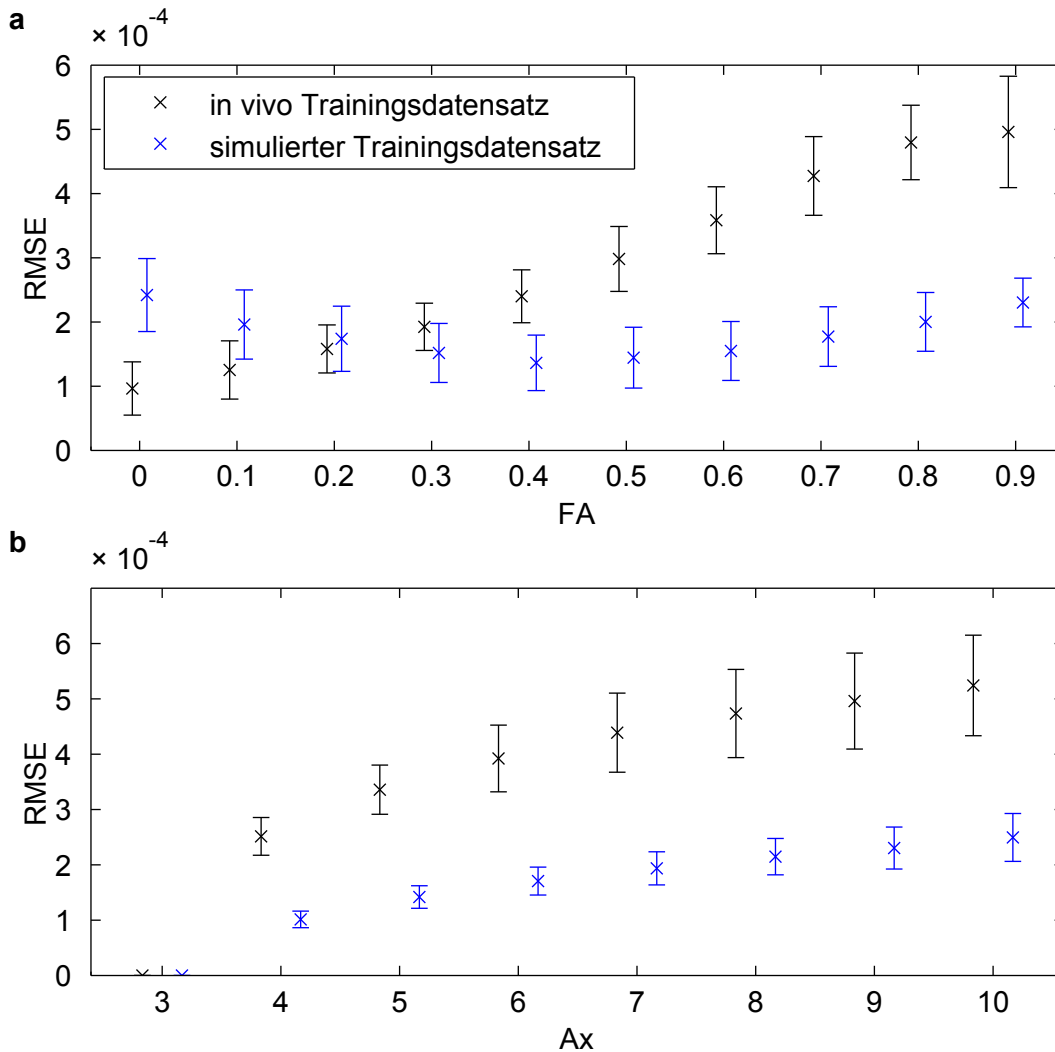 a
× 10-4
6
5
4
3
2
1
0
RMSE
in vivo Trainingsdatensatz
simulierter Trainingsdatensatz
0 0.1 0.2 0.3 0.4 0.5 0.6 0.7 0.8 0.9
FA
b
× 10-4
6
5
4
3
2
1
0
RMSE
3 4 5 6 7 8 9 10
Ax